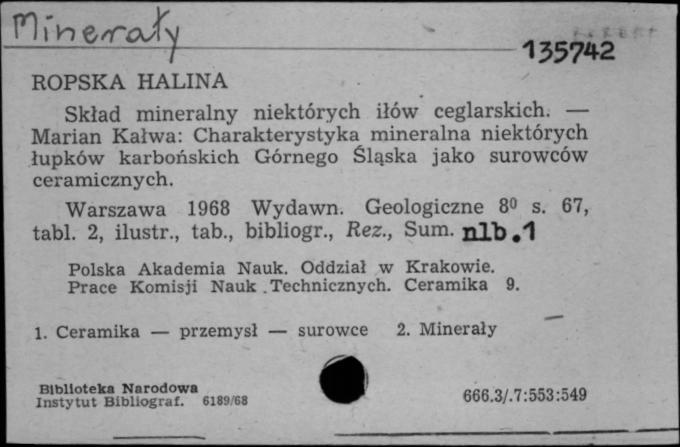 Minerały
135742
ROPSKA HALINA
Skład mineralny niektórych iłów ceglarskich. —
Marian Kałwa: Charakterystyka mineralna niektórych
łupków karbońskich Górnego Śląska jako surowców
ceramicznych.
Warszawa 1968 Wydawn. Geologiczne 8⁰ s. 67,
tabl. 2, ilustr., tab., bibliogr., Rez., Sum. nlb.1
Polska Akademia Nauk. Oddział w Krakowie.
Prace Komisji Nauk Technicznych. Ceramika 9.
1. Ceramika — przemysł — surowce 2. Minerały
Biblioteka Narodowa
Instytut Bibliograf. 6189/68
666.3/.7:553:549